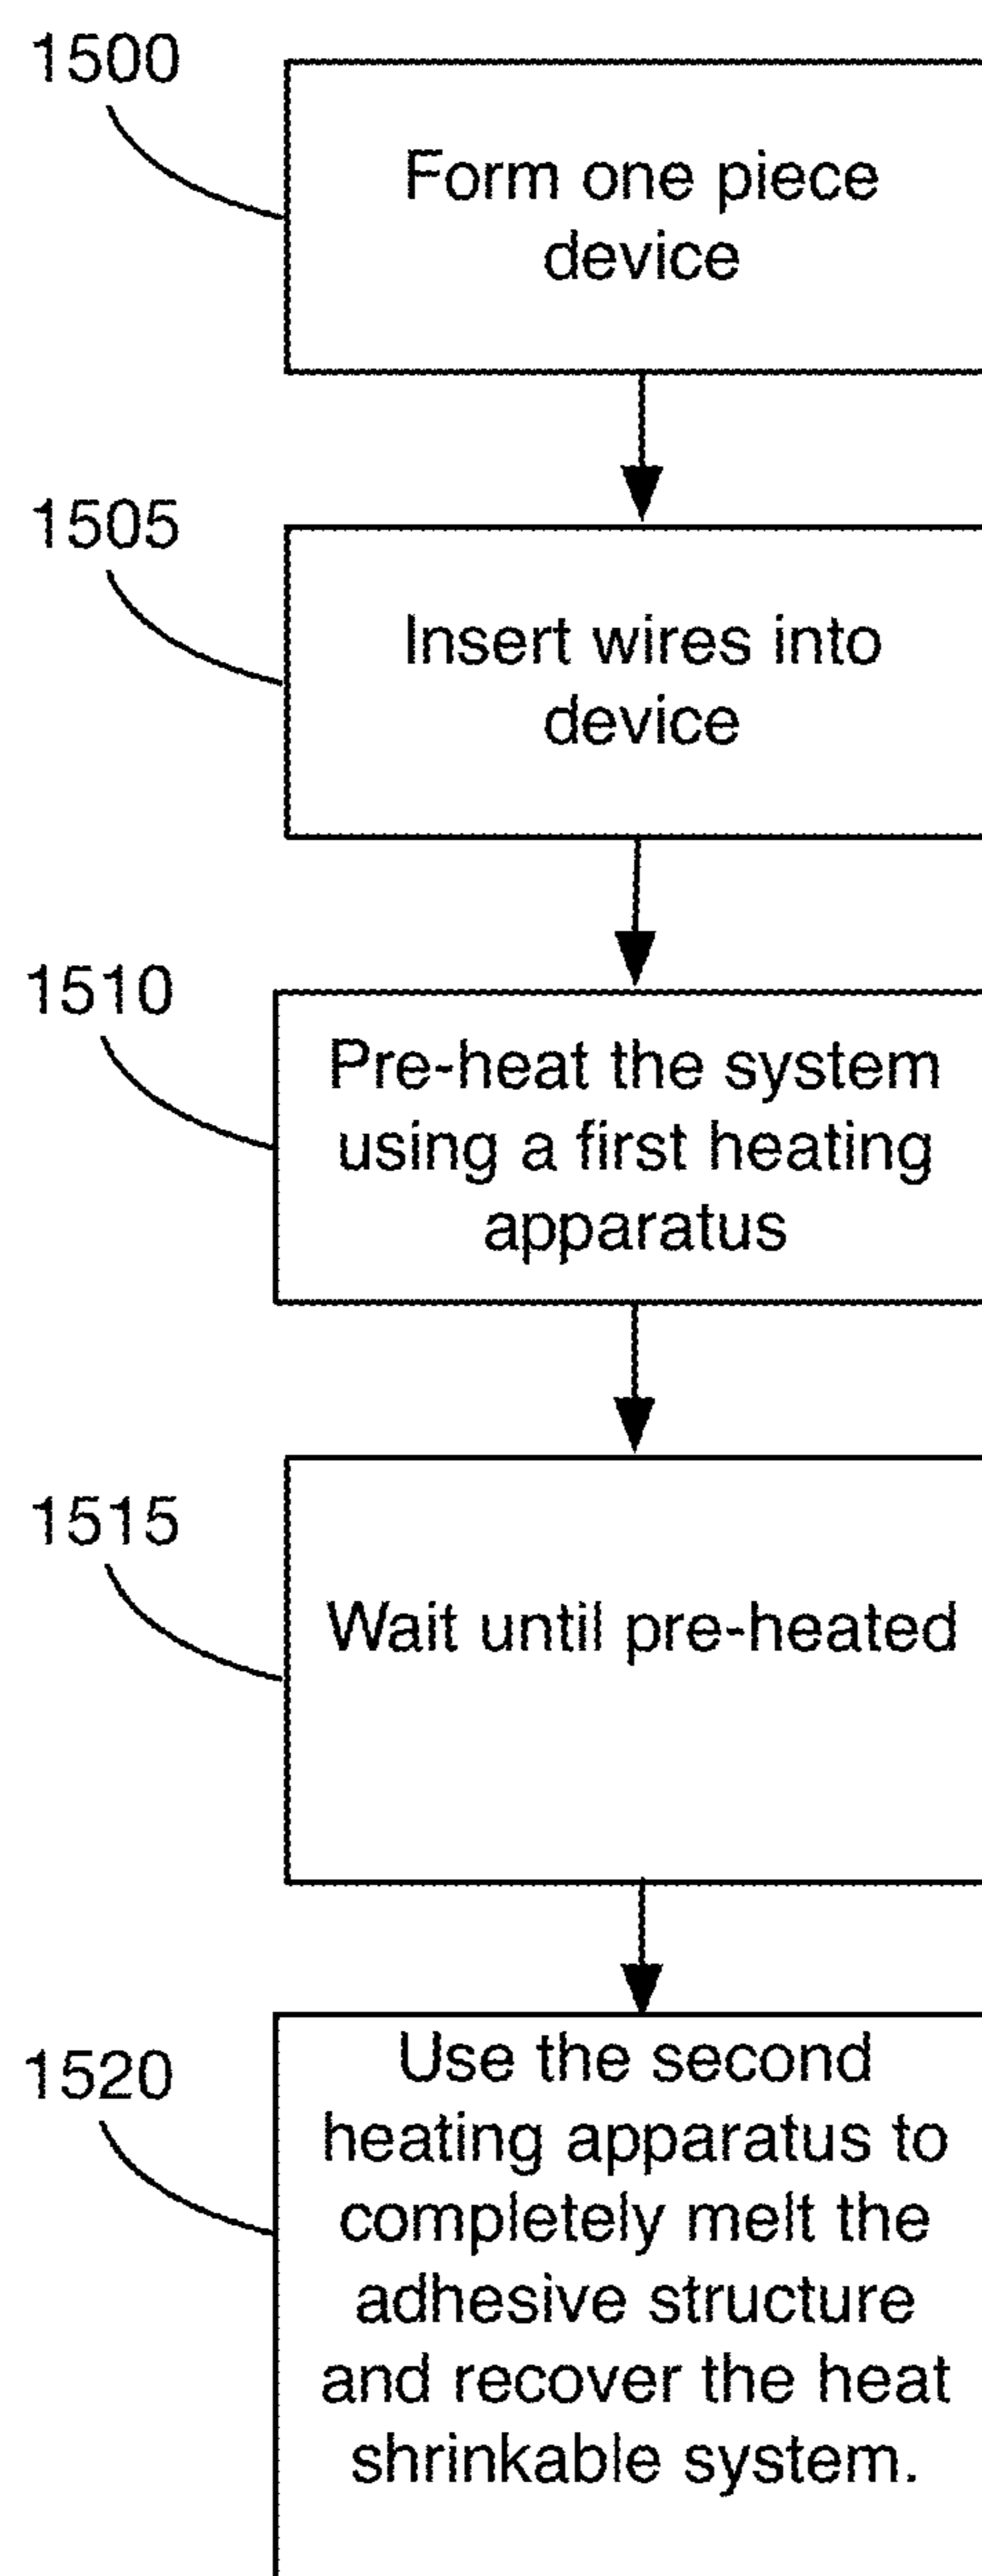 1500
Form one piece
device
1505
Insert wires into
device
1510
Pre-heat the system
using a first heating
apparatus
1515
Wait until pre-heated
1520
Use the second
heating apparatus to
completely melt the
adhesive structure
and recover the heat
shrinkable system.